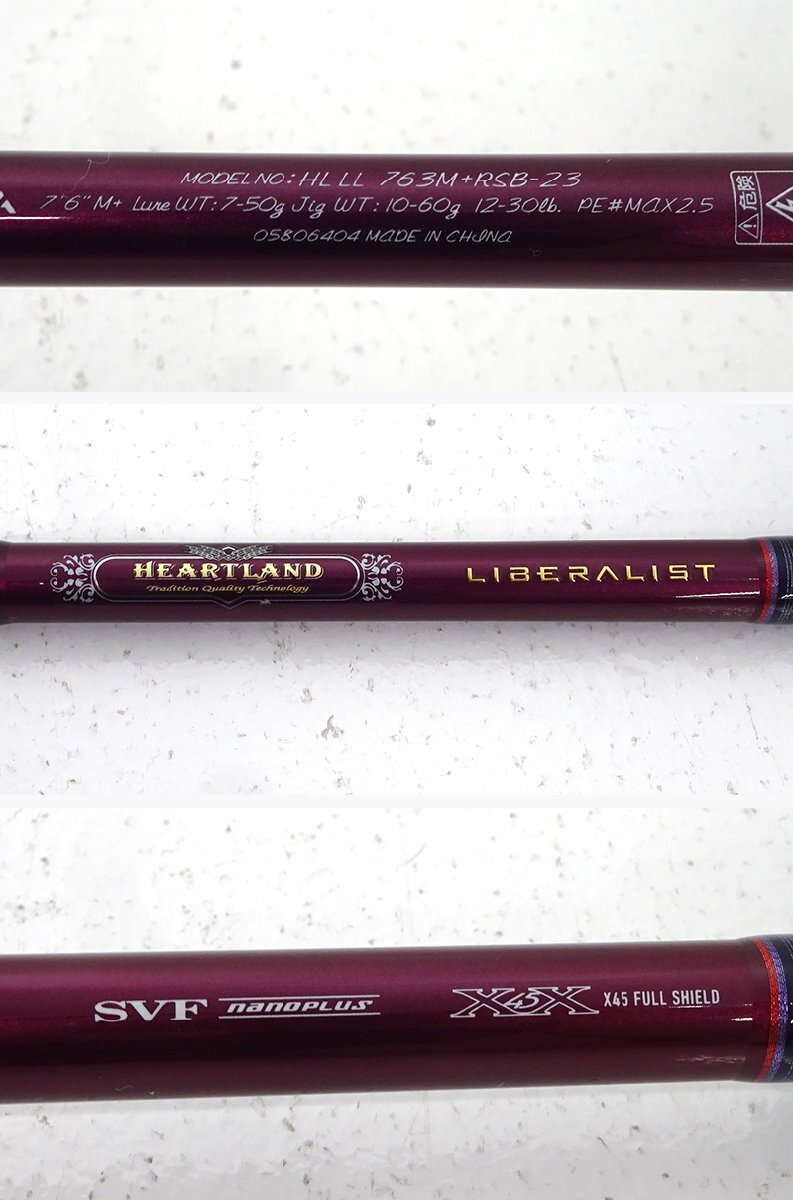 MODEL NO: HL LL 763M+RSB-23
7'6" M+ Lure WT: 7-50g Jig WT: 10-60g 12-30lb. PE#MAX2.5
05806404 MADE IN CHINA
危険
HEARTLAND
Tradition Quality Technology
LIBERALIST
SVF nanoplus X45X X45 FULL SHIELD